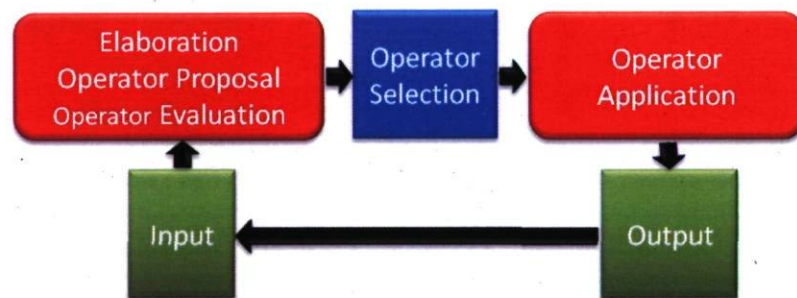 Elaboration
Operator Proposal
Operator Evaluation
Operator
Selection
Operator
Application
Input
Output